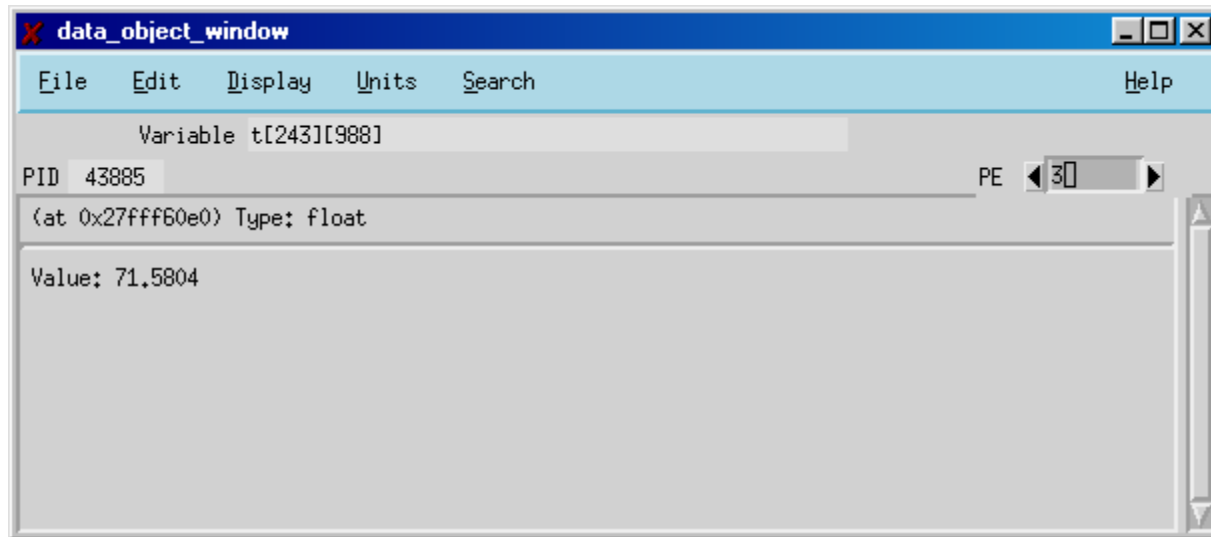 data_object_window
File Edit Display Units Search Help
Variable t[243][988]
PID 43885 PE 3
(at 0x27fff60e0) Type: float
Value: 71.5804